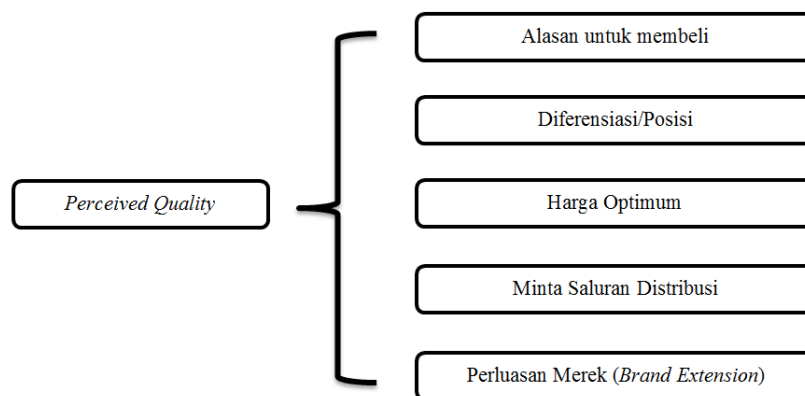 Alasan untuk membeli
Diferensiasi/Posisi
Perceived Quality
Harga Optimum
Minta Saluran Distribusi
Perluasan Merek (Brand Extension)